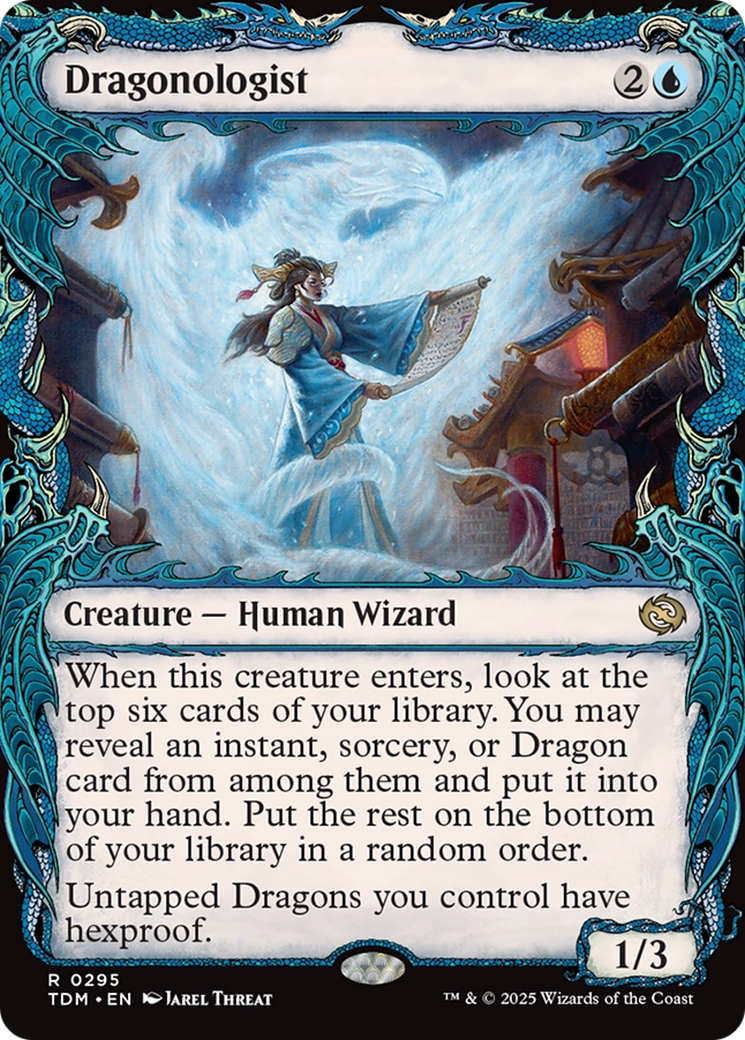 Dragonologist 2
Creature — Human Wizard
When this creature enters, look at the
top six cards of your library. You may
reveal an instant, sorcery, or Dragon
card from among them and put it into
your hand. Put the rest on the bottom
of your library in a random order.
Untapped Dragons you control have
hexproof.
1/3
R 0295
TDM • EN Jarel Threat
™ & © 2025 Wizards of the Coast